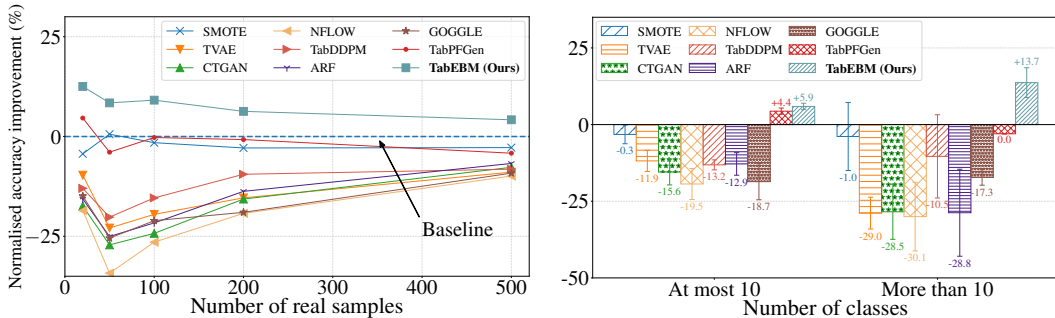 Normalised accuracy improvement (%)
25
0
−25
SMOTE
TVAE
CTGAN
NFLOW
TabDDPM
ARF
GOGGLE
TabPFGen
TabEBM (Ours)
Baseline
0
100
200
300
400
500
Number of real samples
25
0
-25
-50
SMOTE
TVAE
CTGAN
NFLOW
TabDDPM
ARF
GOGGLE
TabPFGen
TabEBM (Ours)
-0.3
-11.9
-15.6
-19.5
-13.2
-12.9
-18.7
+4.4
+5.9
-1.0
-29.0
-28.5
-30.1
-10.5
-28.8
-17.3
0.0
+13.7
At most 10
More than 10
Number of classes